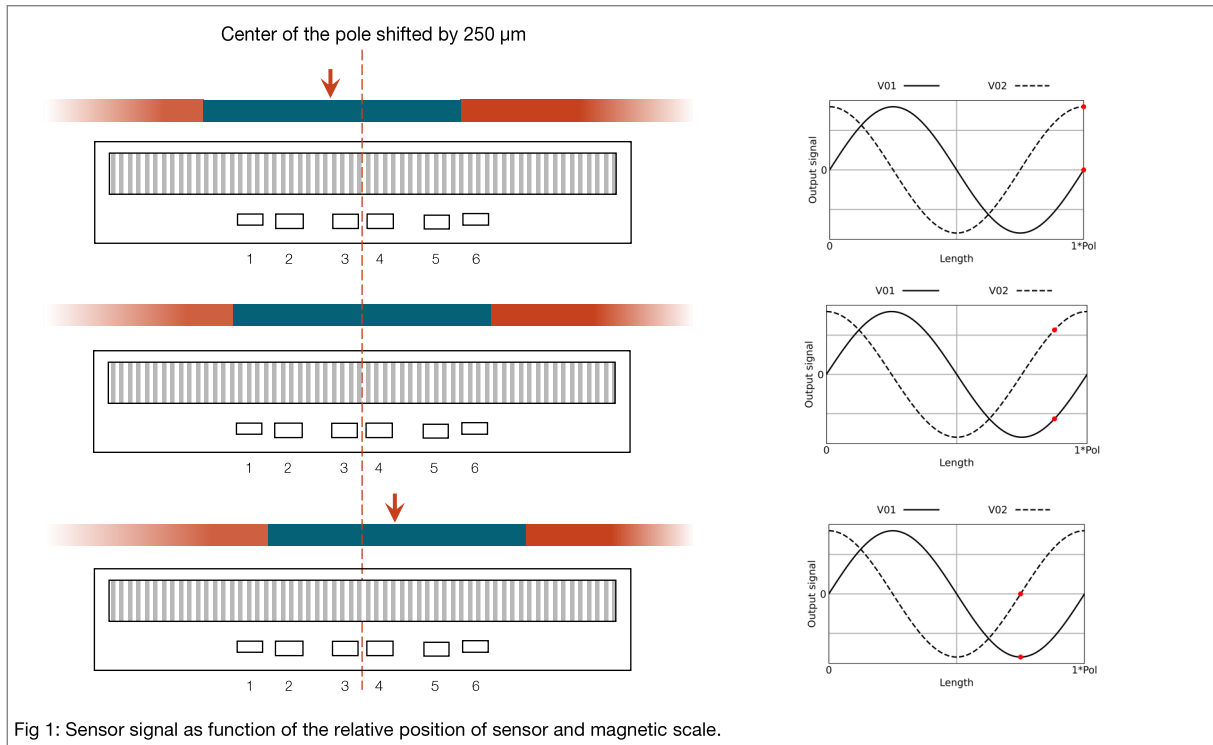 Center of the pole shifted by 250 μm
V01 V02
Output signal
0
0 1*Pol
Length
1 2 3 4 5 6
V01 V02
Output signal
0
0 1*Pol
Length
1 2 3 4 5 6
V01 V02
Output signal
0
0 1*Pol
Length
1 2 3 4 5 6
Fig 1: Sensor signal as function of the relative position of sensor and magnetic scale.